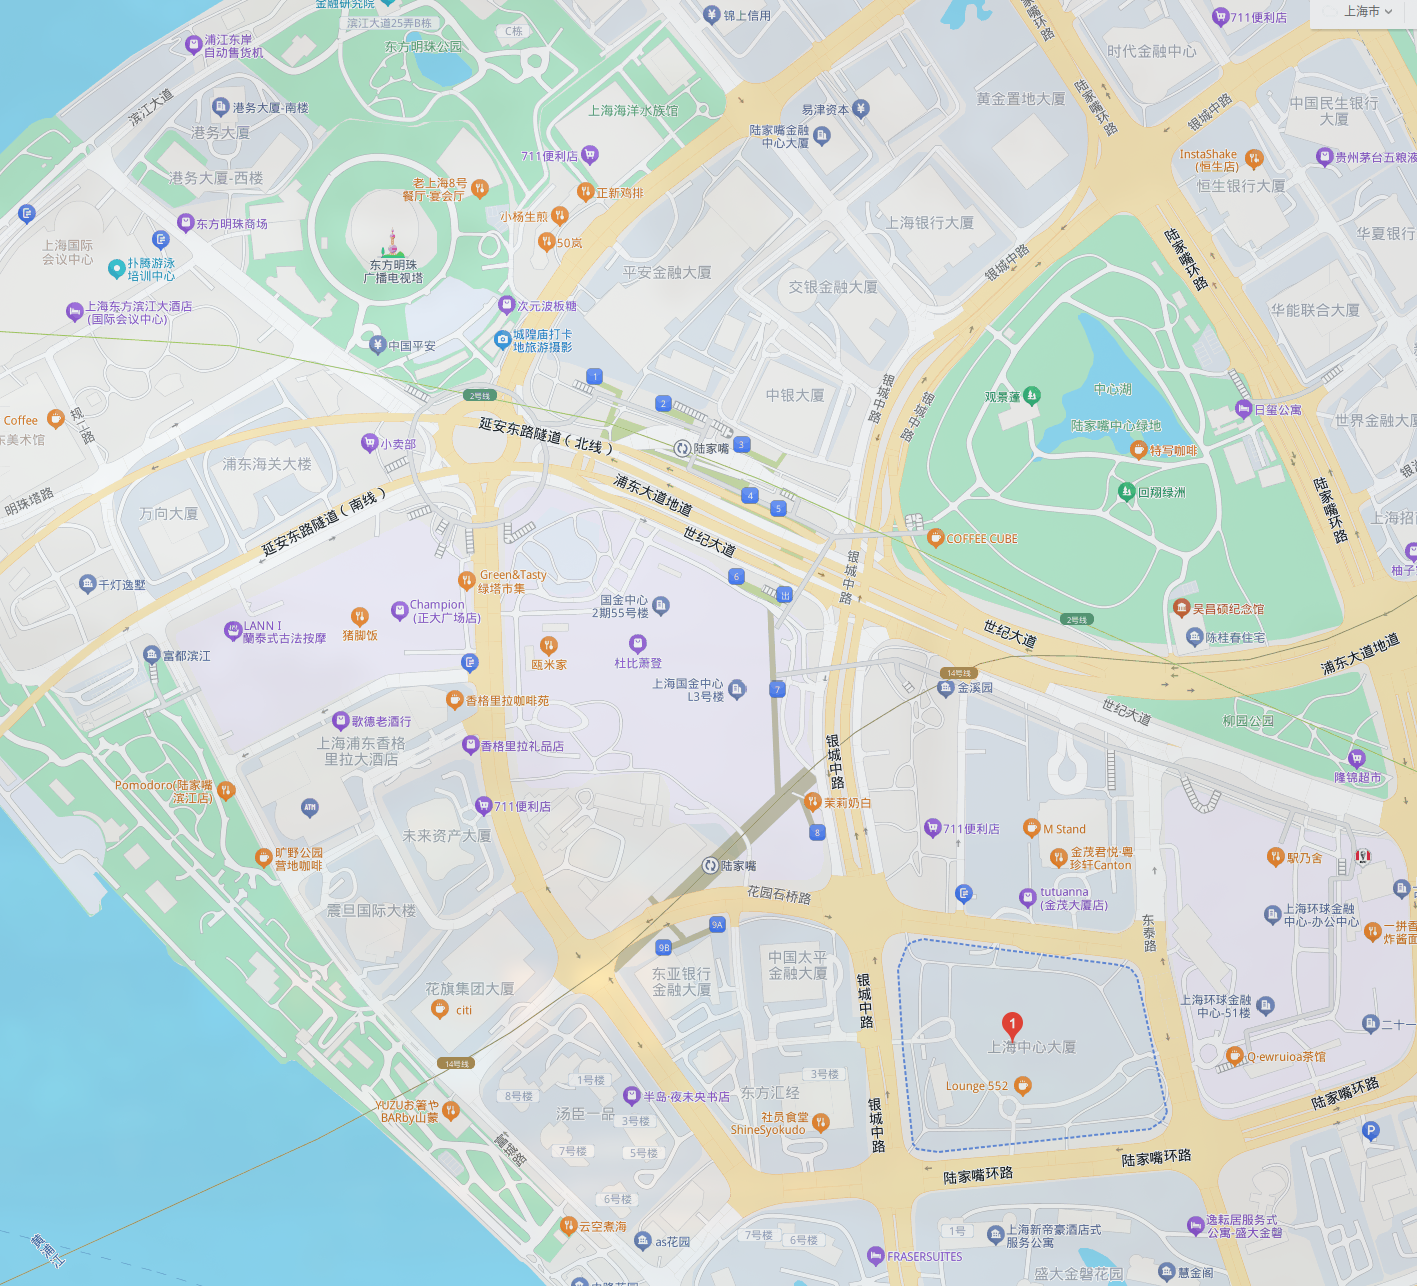 金融研究院
滨江大道25弄B栋
C栋
锦上信用
陆家嘴环路
711便利店
上海市
浦江东岸
自动售货机
东方明珠公园
时代金融中心
滨江大道
港务大厦-南楼
港务大厦
上海海洋水族馆
易津资本
黄金置地大厦
陆家嘴环路
银城中路
中国民生银行
大厦
陆家嘴金融
中心大厦
711便利店
InstaShake
(恒生店)
贵州茅台五粮液
港务大厦-西楼
老上海8号
餐厅·宴会厅
正新鸡排
恒生银行大厦
东方明珠商场
小杨生煎
50岚
上海银行大厦
华夏银行
上海国际
会议中心
扑腾游泳
培训中心
东方明珠
广播电视塔
平安金融大厦
交银金融大厦
银城中路
陆家嘴环路
上海东方滨江大酒店
(国际会议中心)
次元波板糖
华能联合大厦
中国平安
城隍庙打卡
地旅游摄影
1
2号线
2
中银大厦
银城中路
银城中路
观景蓬
中心湖
陆家嘴中心绿地
日玺公寓
世界金融大厦
Coffee
东美术馆
规一路
小卖部
延安东路隧道(北线)
陆家嘴
3
特写咖啡
浦东海关大楼
明珠塔路
万向大厦
延安东路隧道(南线)
浦东大道地道
4
5
回翔绿洲
陆家嘴环路
上海招商
银
世纪大道
COFFEE CUBE
千灯逸墅
Green&Tasty
绿塔市集
6
出
银城中路
柚子
Champion
(正大广场店)
国金中心
2期55号楼
吴昌硕纪念馆
2号线
LANN I
蘭泰式古法按摩
猪脚饭
世纪大道
陈桂春住宅
富都滨江
瓯米家
杜比萧登
浦东大道地道
上海国金中心
L3号楼
7
14号线
金溪园
香格里拉咖啡苑
歌德老酒行
世纪大道
柳园公园
上海浦东香格
里拉大酒店
香格里拉礼品店
银城中路
隆锦超市
Pomodoro(陆家嘴
滨江店)
ATM
711便利店
茉莉奶白
未来资产大厦
8
711便利店
M Stand
旷野公园
营地咖啡
陆家嘴
金茂君悦·粤
珍轩Canton
駅乃舍
震旦国际大楼
花园石桥路
tutuanna
(金茂大厦店)
9A
9B
东泰路
上海环球金融
中心-办公中心
一拼香
炸酱面
东亚银行
金融大厦
中国太平
金融大厦
花旗集团大厦
citi
银城中路
1
上海中心大厦
上海环球金融
中心-51楼
二十一
14号线
Q·ewruioa茶馆
1号楼
3号楼
Lounge 552
8号楼
半岛·夜未央书店
东方汇经
YUZUお箸や
BARby山蒙
汤臣一品
3号楼
社员食堂
ShineSyokudo
银城中路
陆家嘴环路
P
富城路
7号楼
5号楼
陆家嘴环路
陆家嘴环路
6号楼
云空煮海
as花园
7号楼
6号楼
1号
上海新帝豪酒店式
服务公寓
逸耘居服务式
公寓-盛大金磐
黄浦江
FRASERSUITES
盛大金磐花园
慧金阁